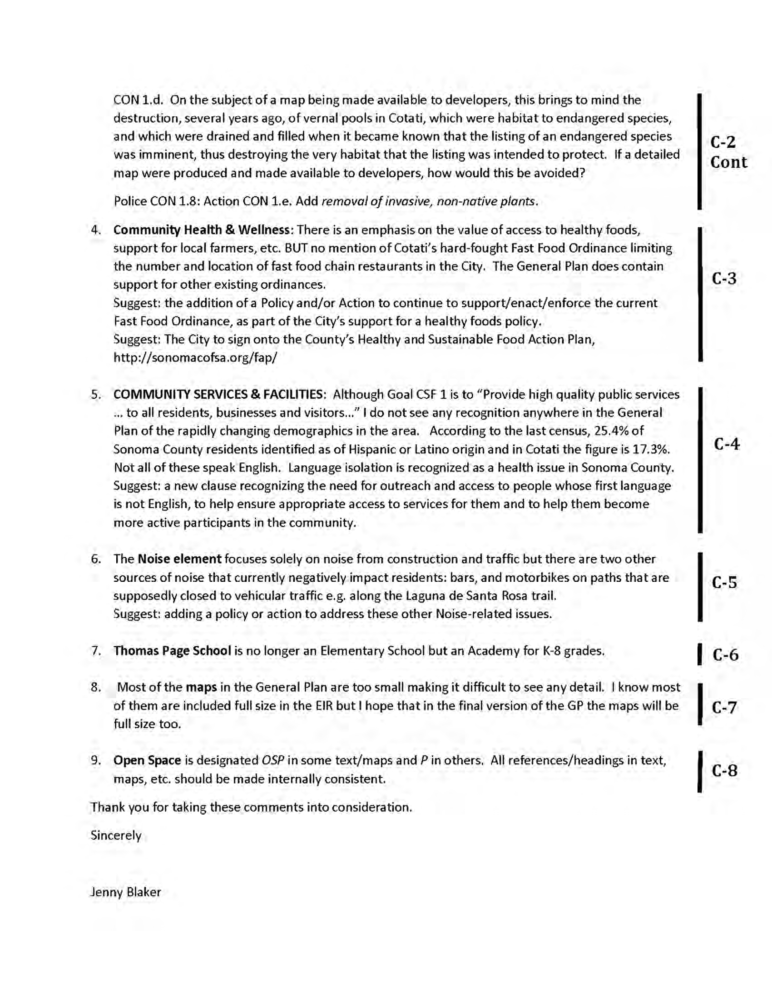 CON 1.d.  On the subject of a map being made available to developers, this brings to mind the
destruction, several years ago, of vernal pools in Cotati, which were habitat to endangered species,
and which were drained and filled when it became known that the listing of an endangered species
was imminent, thus destroying the very habitat that the listing was intended to protect.  If a detailed
map were produced and made available to developers, how would this be avoided?
C-2
Cont
Police CON 1.8: Action CON 1.e. Add removal of invasive, non-native plants.
4. Community Health & Wellness: There is an emphasis on the value of access to healthy foods,
support for local farmers, etc. BUT no mention of Cotati's hard-fought Fast Food Ordinance limiting
the number and location of fast food chain restaurants in the City.  The General Plan does contain
support for other existing ordinances.
Suggest: the addition of a Policy and/or Action to continue to support/enact/enforce the current
Fast Food Ordinance, as part of the City's support for a healthy foods policy.
Suggest: The City to sign onto the County's Healthy and Sustainable Food Action Plan,
http://sonomacofsa.org/fap/
C-3
5. COMMUNITY SERVICES & FACILITIES:  Although Goal CSF 1 is to "Provide high quality public services
... to all residents, businesses and visitors..." I do not see any recognition anywhere in the General
Plan of the rapidly changing demographics in the area.   According to the last census, 25.4% of
Sonoma County residents identified as of Hispanic or Latino origin and in Cotati the figure is 17.3%.
Not all of these speak English.  Language isolation is recognized as a health issue in Sonoma County.
Suggest: a new clause recognizing the need for outreach and access to people whose first language
is not English, to help ensure appropriate access to services for them and to help them become
more active participants in the community.
C-4
6. The Noise element focuses solely on noise from construction and traffic but there are two other
sources of noise that currently negatively impact residents: bars, and motorbikes on paths that are
supposedly closed to vehicular traffic e.g. along the Laguna de Santa Rosa trail.
Suggest: adding a policy or action to address these other Noise-related issues.
C-5
7. Thomas Page School is no longer an Elementary School but an Academy for K-8 grades.
C-6
8. Most of the maps in the General Plan are too small making it difficult to see any detail.  I know most
of them are included full size in the EIR but I hope that in the final version of the GP the maps will be
full size too.
C-7
9. Open Space is designated OSP in some text/maps and P in others.  All references/headings in text,
maps, etc. should be made internally consistent.
C-8
Thank you for taking these comments into consideration.
Sincerely
Jenny Blaker